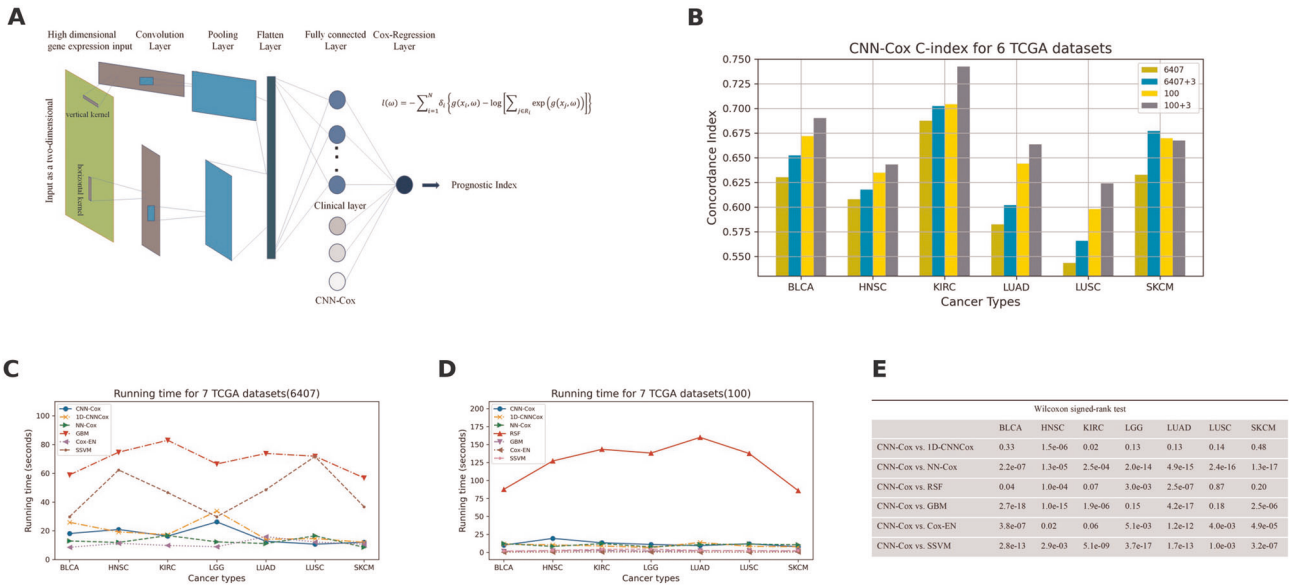 A
High dimensional
gene expression input
Convolution
Layer
Pooling
Layer
Flatten
Layer
Fully connected
Layer
Cox-Regression
Layer
Input as a two-dimensional
vertical kernel
horizontal kernel
l(ω) = −∑_{i=1}^{N} δ_i {g(x_i, ω) − log[∑_{j∈R_i} exp(g(x_j, ω))]}
Prognostic Index
Clinical layer
CNN-Cox
B
CNN-Cox C-index for 6 TCGA datasets
Concordance Index
0.750
0.725
0.700
0.675
0.650
0.625
0.600
0.575
0.550
6407
6407+3
100
100+3
BLCA HNSC KIRC LUAD LUSC SKCM
Cancer Types
C
Running time for 7 TCGA datasets(6407)
Running time (seconds)
100
80
60
40
20
0
CNN-Cox
1D-CNNCox
NN-Cox
GBM
Cox-EN
SSVM
BLCA HNSC KIRC LGG LUAD LUSC SKCM
Cancer types
D
Running time for 7 TCGA datasets(100)
Running time (seconds)
200
175
150
125
100
75
50
25
0
CNN-Cox
1D-CNNCox
NN-Cox
RSF
GBM
Cox-EN
SSVM
BLCA HNSC KIRC LGG LUAD LUSC SKCM
Cancer types
E
Wilcoxon signed-rank test
BLCA HNSC KIRC LGG LUAD LUSC SKCM
CNN-Cox vs. 1D-CNNCox 0.33 1.5e-06 0.02 0.13 0.13 0.14 0.48
CNN-Cox vs. NN-Cox 2.2e-07 1.3e-05 2.5e-04 2.0e-14 4.9e-15 2.4e-16 1.3e-17
CNN-Cox vs. RSF 0.04 1.0e-04 0.07 3.0e-03 2.5e-07 0.87 0.20
CNN-Cox vs. GBM 2.7e-18 1.0e-15 1.9e-06 0.15 4.2e-17 0.18 2.5e-06
CNN-Cox vs. Cox-EN 3.8e-07 0.02 0.06 5.1e-03 1.2e-12 4.0e-03 4.9e-05
CNN-Cox vs. SSVM 2.8e-13 2.9e-03 5.1e-09 3.7e-17 1.7e-13 1.0e-03 3.2e-07